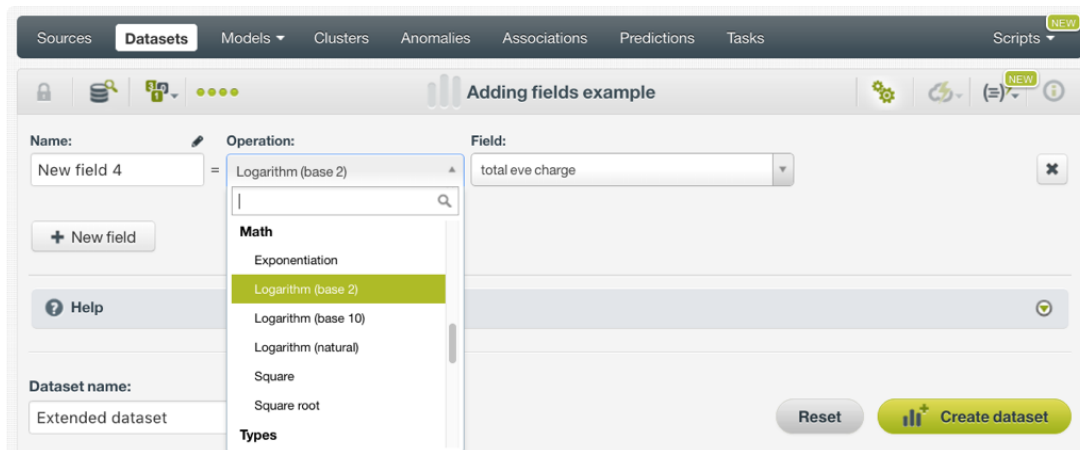 NEW
Sources Datasets Models Clusters Anomalies Associations Predictions Tasks Scripts
Adding fields example
NEW
Name: Operation: Field:
New field 4 = Logarithm (base 2) total eve charge
+ New field
Math
Exponentiation
Logarithm (base 2)
Help
Logarithm (base 10)
Logarithm (natural)
Square
Dataset name:
Square root
Extended dataset
Reset Create dataset
Types